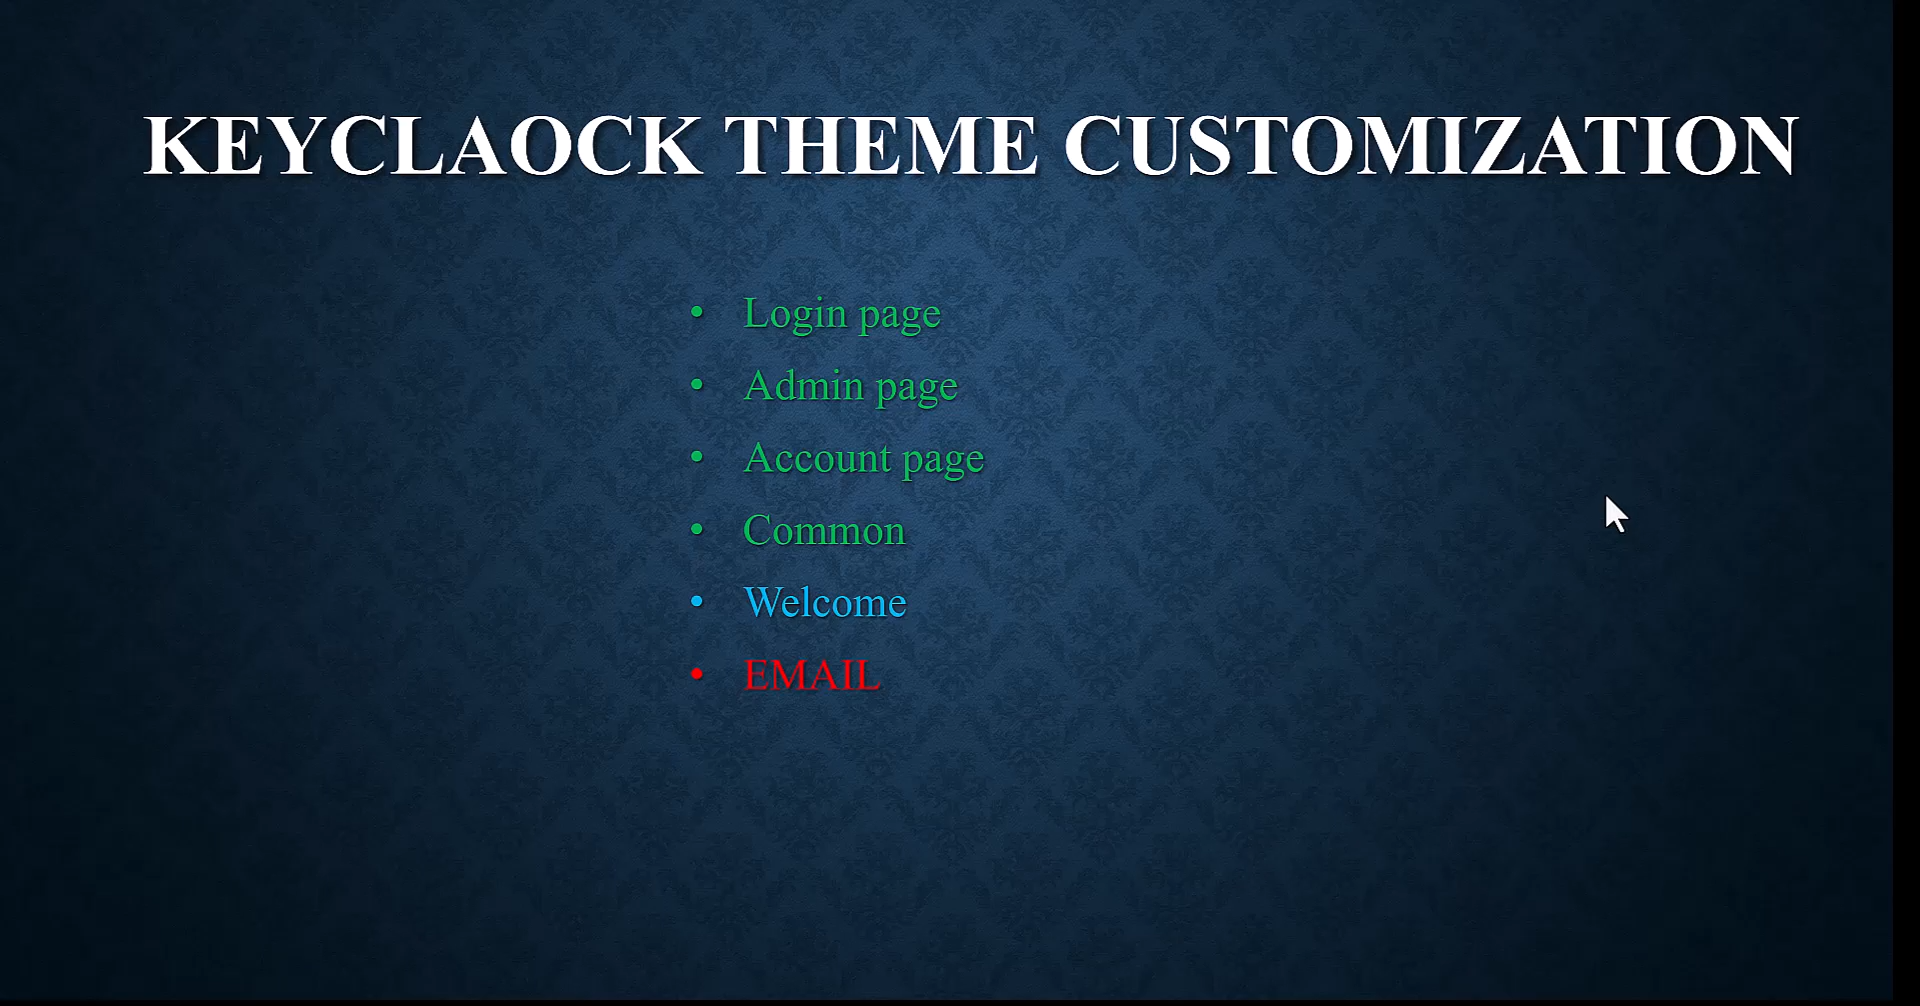 KEYCLAOCK THEME CUSTOMIZATION
• Login page
• Admin page
• Account page
• Common
• Welcome
• EMAIL